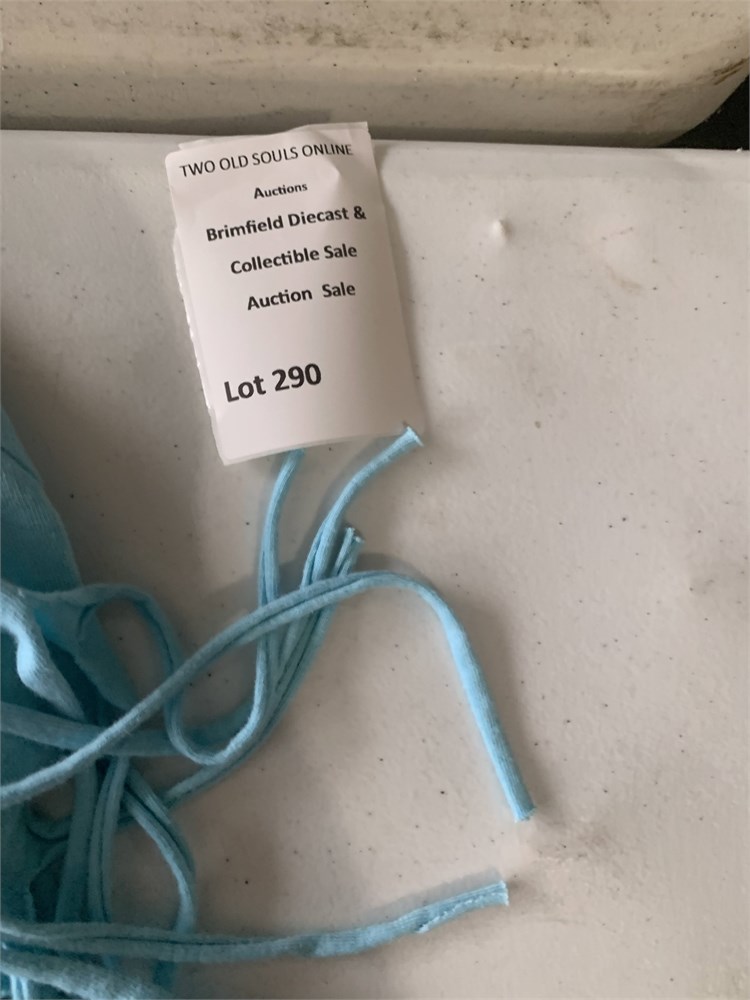 TWO OLD SOULS ONLINE
Auctions
Brimfield Diecast &
Collectible Sale
Auction Sale
Lot 290